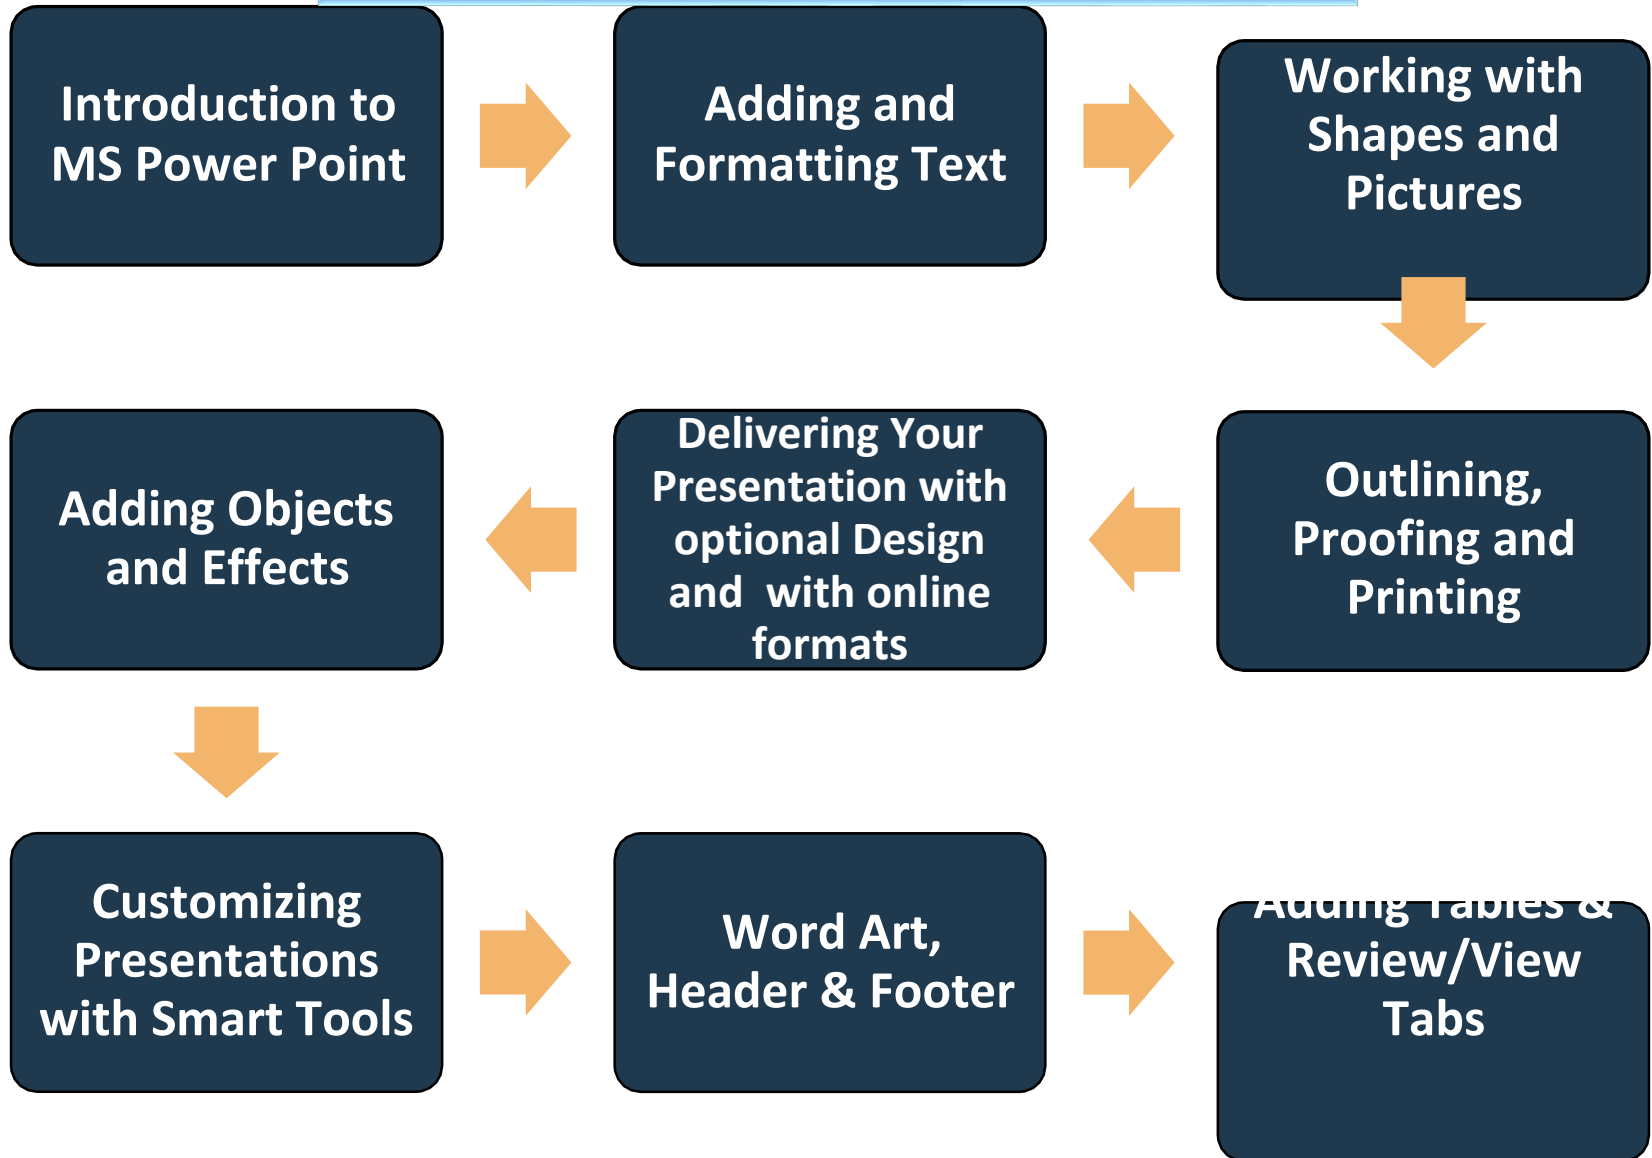 Introduction to
MS Power Point
Adding and
Formatting Text
Working with
Shapes and
Pictures
Outlining,
Proofing and
Printing
Delivering Your
Presentation with
optional Design
and  with online
formats
Adding Objects
and Effects
Customizing
Presentations
with Smart Tools
Word Art,
Header & Footer
Adding Tables &
Review/View
Tabs